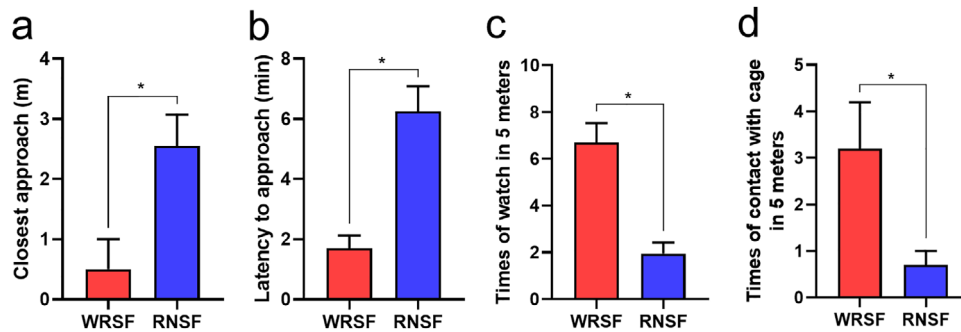 a
Closest approach (m)
4
3
2
1
0
*
WRSF RNSF
b
Latency to approach (min)
8
6
4
2
0
*
WRSF RNSF
c
Times of watch in 5 meters
10
8
6
4
2
0
*
WRSF RNSF
d
Times of contact with cage
in 5 meters
5
4
3
2
1
0
*
WRSF RNSF